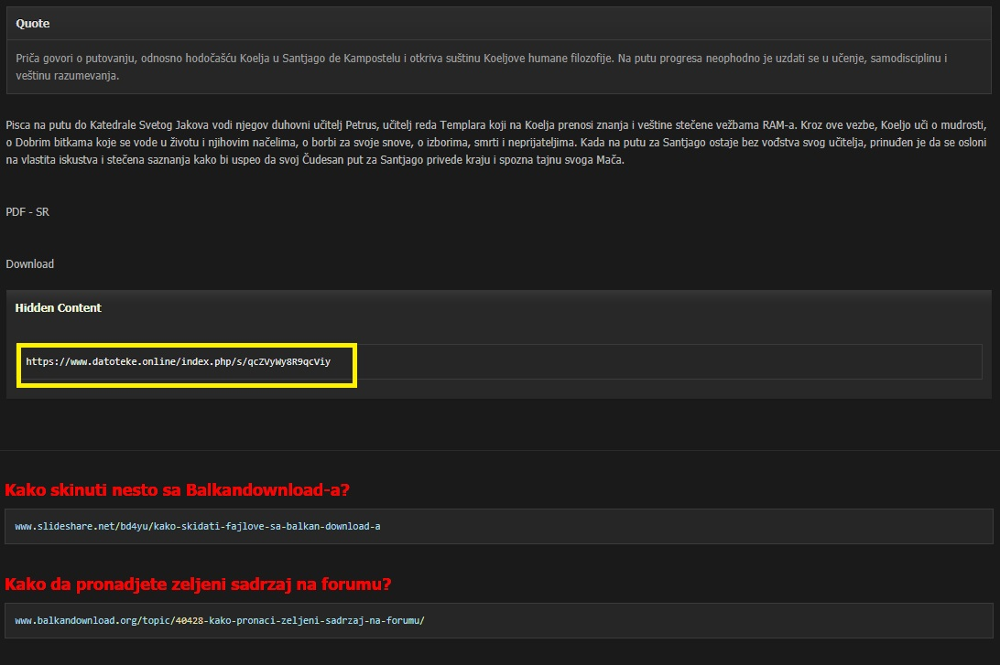 Quote
Priča govori o putovanju, odnosno hodočašću Koelja u Santjago de Kampostelu i otkriva suštinu Koeljove humane filozofije. Na putu progresa neophodno je uzdati se u učenje, samodisciplinu i
veštinu razumevanja.
Pisca na putu do Katedrale Svetog Jakova vodi njegov duhovni učitelj Petrus, učitelj reda Templara koji na Koelja prenosi znanja i veštine stečene vežbama RAM-a. Kroz ove vezbe, Koeljo uči o mudrosti,
o Dobrim bitkama koje se vode u životu i njihovim načelima, o borbi za svoje snove, o izborima, smrti i neprijateljima. Kada na putu za Santjago ostaje bez vođstva svog učitelja, prinuđen je da se osloni
na vlastita iskustva i stečena saznanja kako bi uspeo da svoj Čudesan put za Santjago privede kraju i spozna tajnu svoga Mača.
PDF - SR
Download
Hidden Content
https://www.datoteke.online/index.php/s/qcZVyWy8R9qcViy
Kako skinuti nesto sa Balkandownload-a?
www.slideshare.net/bd4yu/kako-skidati-fajlove-sa-balkan-download-a
Kako da pronadjete zeljeni sadrzaj na forumu?
www.balkandownload.org/topic/40428-kako-pronaci-zeljeni-sadrzaj-na-forumu/